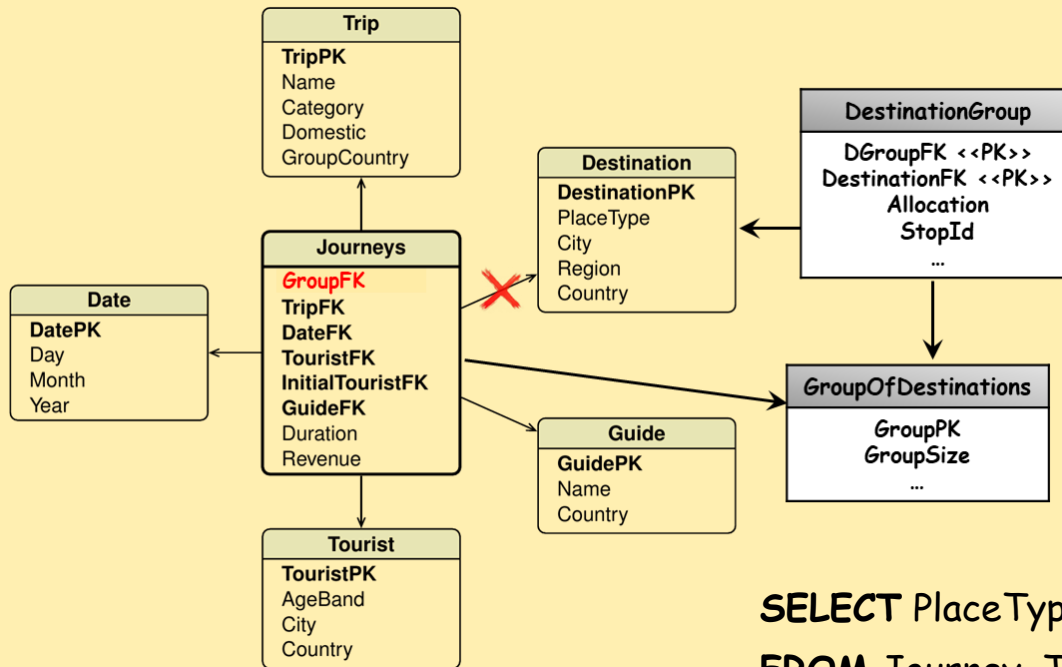 Trip
TripPK
Name
Category
Domestic
GroupCountry
Date
DatePK
Day
Month
Year
Journeys
GroupFK
TripFK
DateFK
TouristFK
InitialTouristFK
GuideFK
Duration
Revenue
Destination
DestinationPK
PlaceType
City
Region
Country
DestinationGroup
DGroupFK <<PK>>
DestinationFK <<PK>>
Allocation
StopId
...
GroupOfDestinations
GroupPK
GroupSize
...
Guide
GuidePK
Name
Country
Tourist
TouristPK
AgeBand
City
Country
SELECT PlaceTyp
FROM